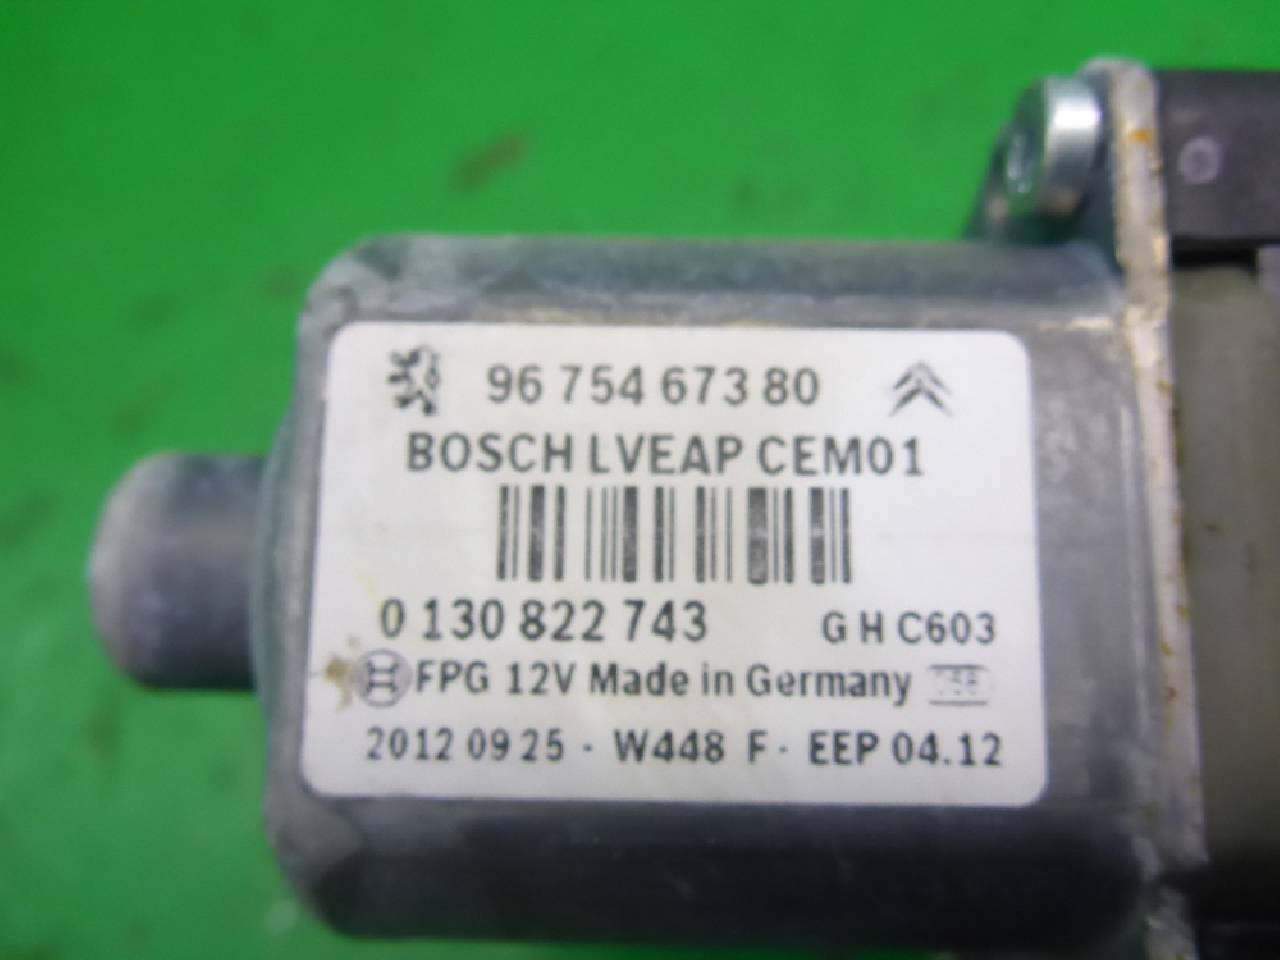 96 754 673 80
BOSCH LVEAP CEM01
0 130 822 743 G H C603
FPG 12V Made in Germany
2012 09 25 · W448 F · EEP 04.12